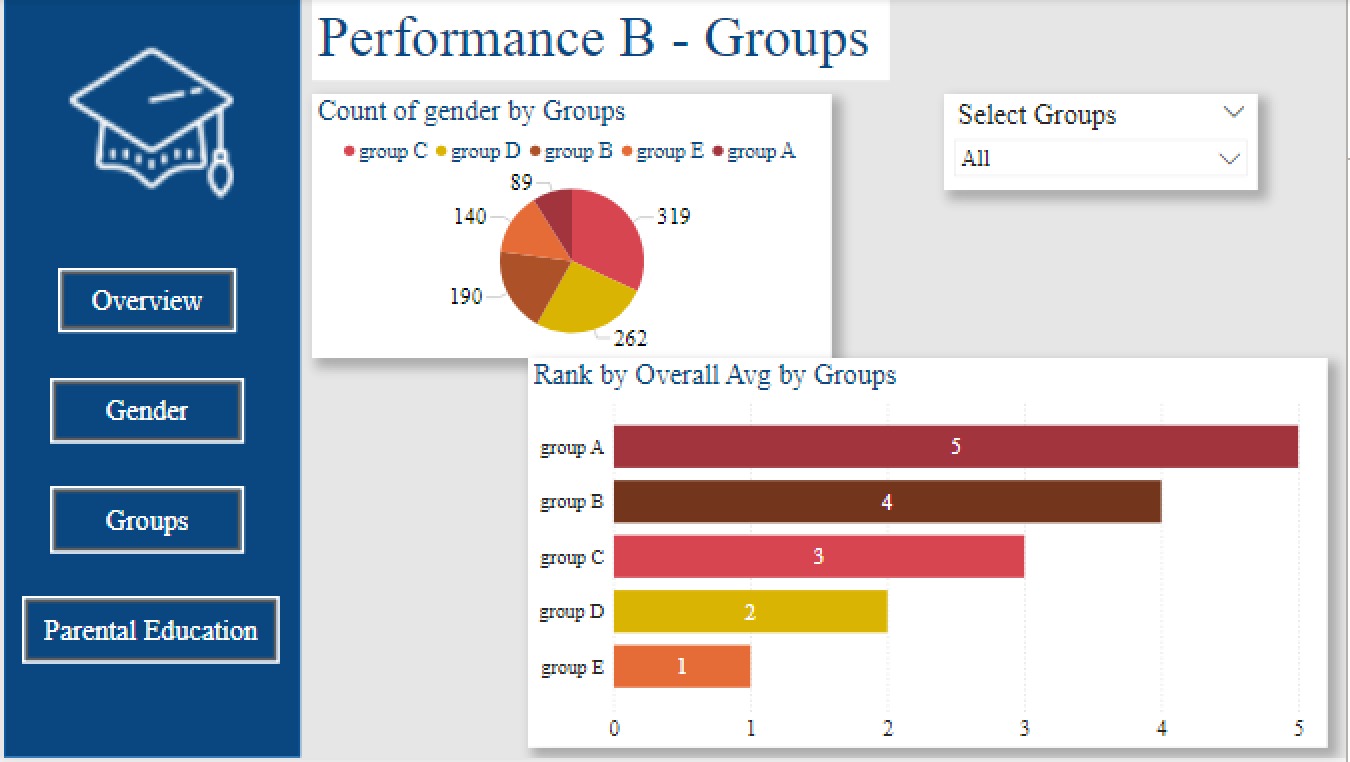 Performance B - Groups
Count of gender by Groups
group C group D group B group E group A
89
140
319
190
262
Select Groups
All
Overview
Gender
Groups
Parental Education
Rank by Overall Avg by Groups
group A 5
group B 4
group C 3
group D 2
group E 1
0 1 2 3 4 5